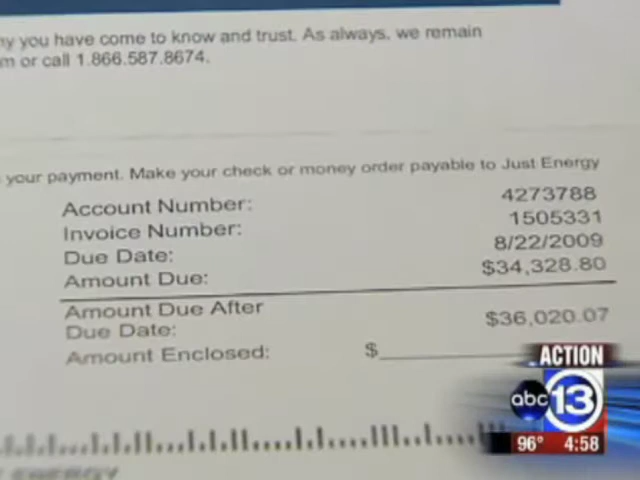 you have come to know and trust. As always, we remain
or call 1.866.587.8674.
your payment. Make your check or money order payable to Just Energy
Account Number: 4273788
Invoice Number: 1505331
Due Date: 8/22/2009
Amount Due: $34,328.80
Amount Due After
Due Date: $36,020.07
Amount Enclosed: $
ACTION
abc 13
96° 4:58
ENERGY